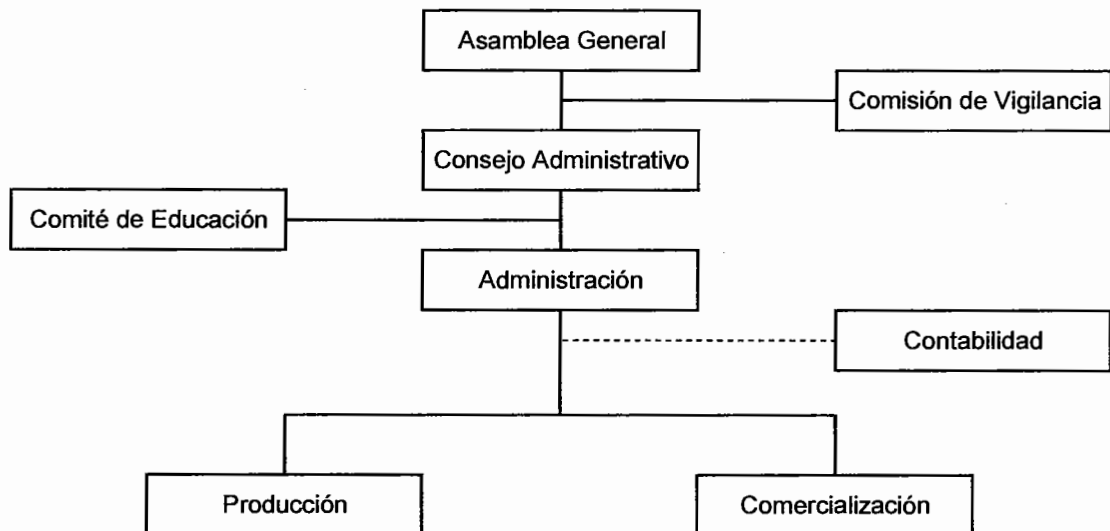 Asamblea General
Comisión de Vigilancia
Consejo Administrativo
Comité de Educación
Administración
Contabilidad
Producción
Comercialización